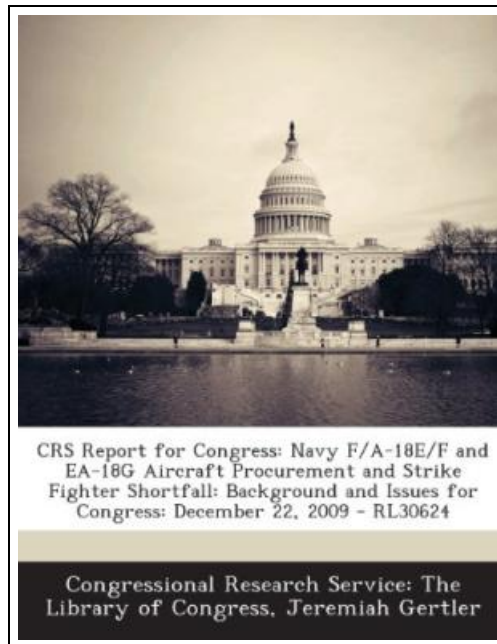 CRS Report for Congress: Navy F/A-18E/F and
EA-18G Aircraft Procurement and Strike
Fighter Shortfall: Background and Issues for
Congress: December 22, 2009 - RL30624
Congressional Research Service: The
Library of Congress, Jeremiah Gertler